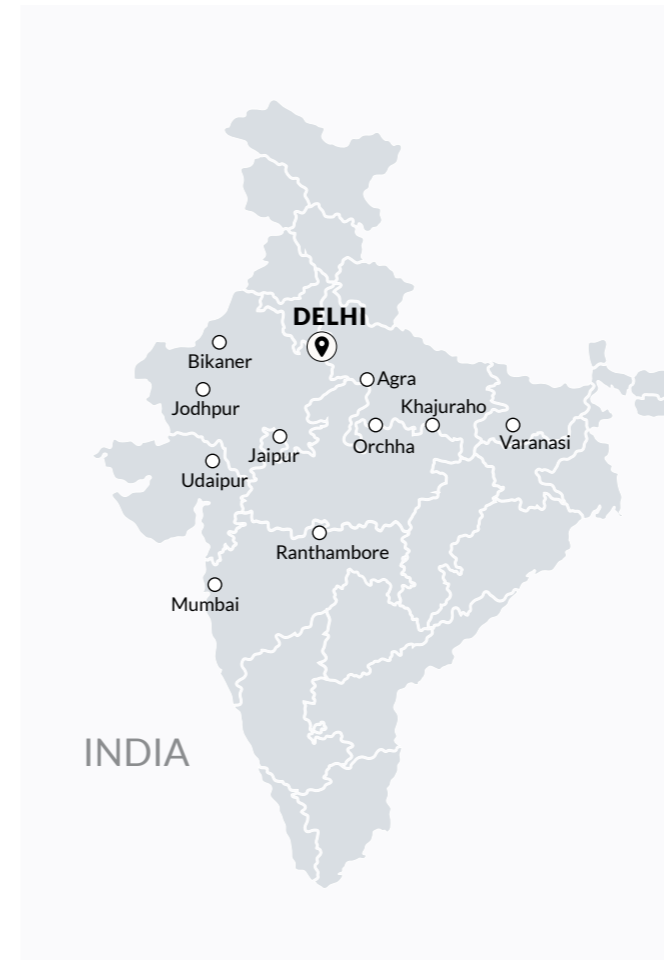 DELHI
Bikaner
Agra
Jodhpur
Khajuraho
Orchha
Varanasi
Jaipur
Udaipur
Ranthambore
Mumbai
INDIA